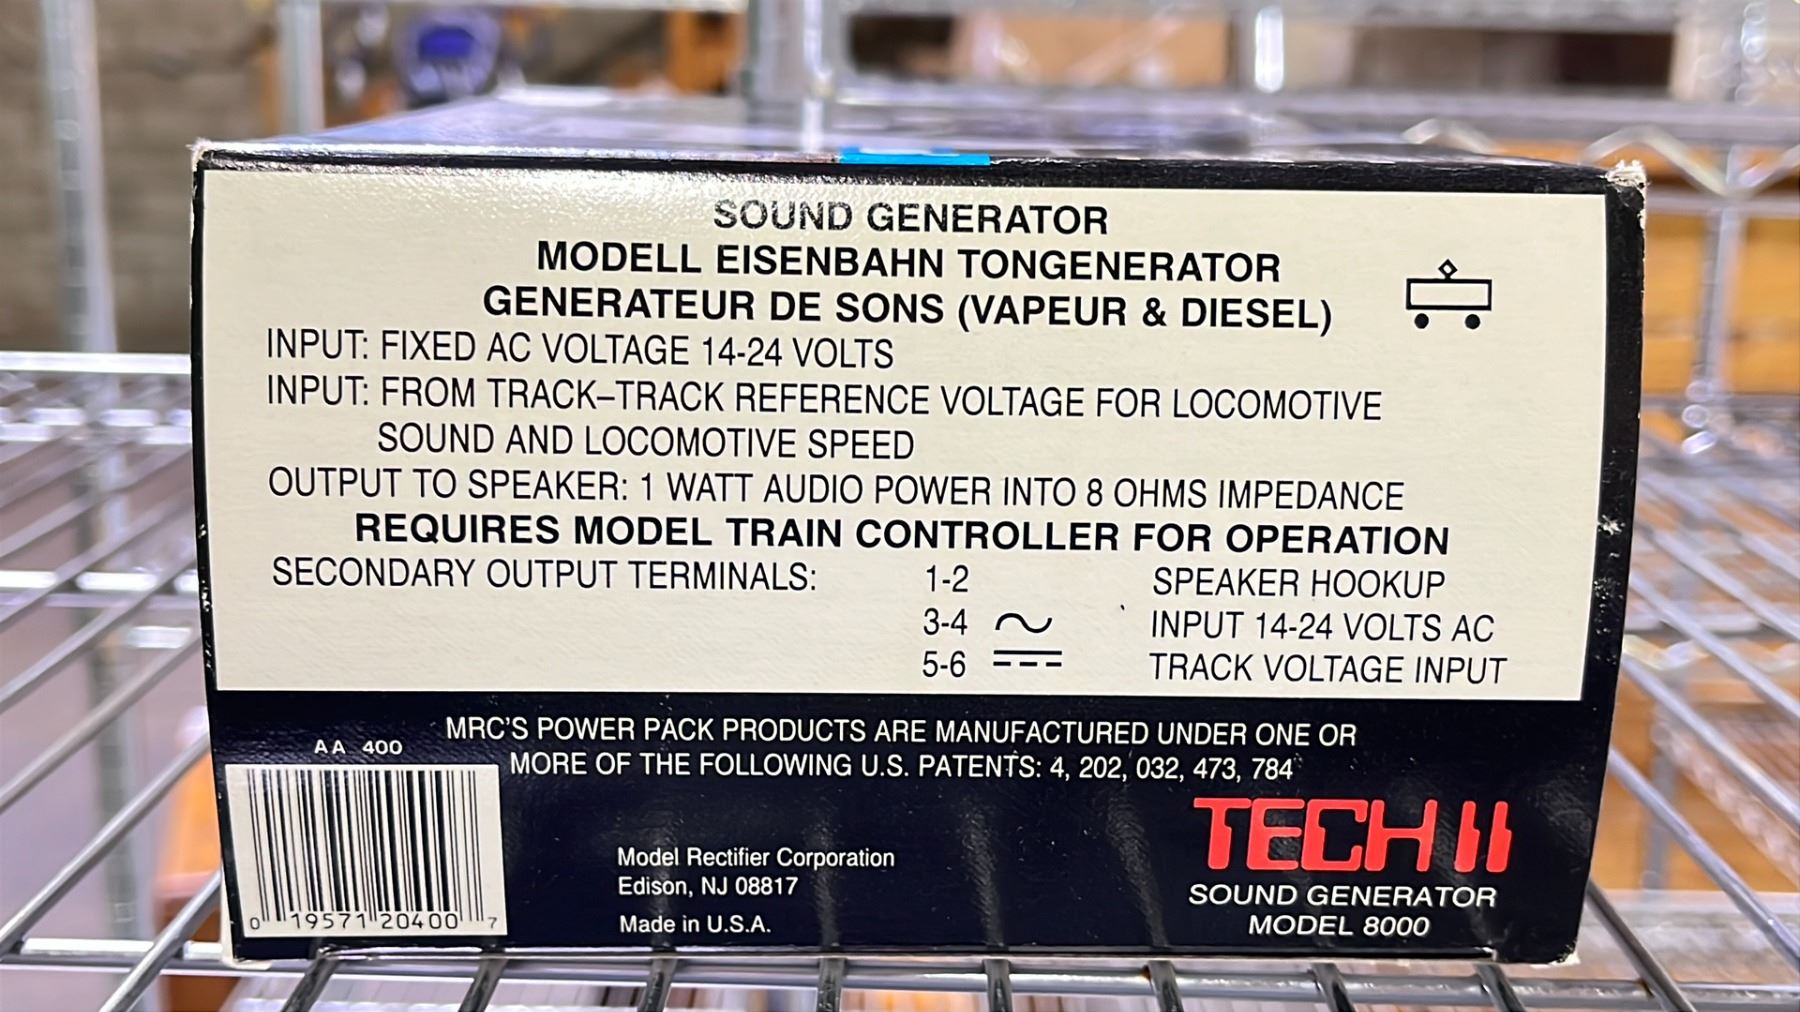 SOUND GENERATOR
MODELL EISENBAHN TONGENERATOR
GENERATEUR DE SONS (VAPEUR & DIESEL)
INPUT: FIXED AC VOLTAGE 14-24 VOLTS
INPUT: FROM TRACK–TRACK REFERENCE VOLTAGE FOR LOCOMOTIVE
SOUND AND LOCOMOTIVE SPEED
OUTPUT TO SPEAKER: 1 WATT AUDIO POWER INTO 8 OHMS IMPEDANCE
REQUIRES MODEL TRAIN CONTROLLER FOR OPERATION
SECONDARY OUTPUT TERMINALS: 1-2 SPEAKER HOOKUP
3-4 INPUT 14-24 VOLTS AC
5-6 TRACK VOLTAGE INPUT
MRC'S POWER PACK PRODUCTS ARE MANUFACTURED UNDER ONE OR
MORE OF THE FOLLOWING U.S. PATENTS: 4, 202, 032, 473, 784
AA 400
0 19571 20400 7
Model Rectifier Corporation
Edison, NJ 08817
Made in U.S.A.
TECH II
SOUND GENERATOR
MODEL 8000